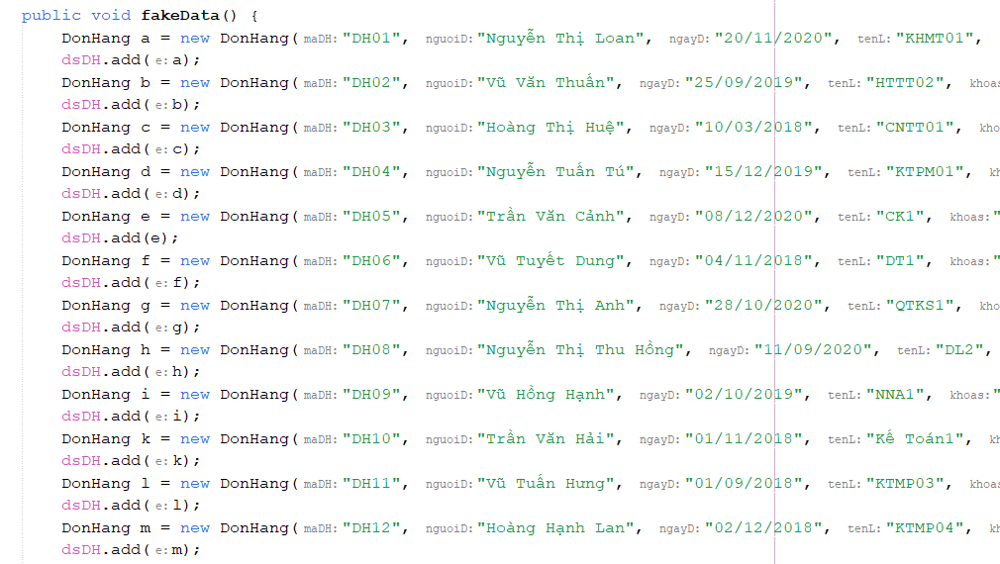 public void fakeData() {
DonHang a = new DonHang( maDH: "DH01", nguoiD: "Nguyễn Thị Loan", ngayD: "20/11/2020", tenL: "KHMT01",
dsDH.add( e: a);
DonHang b = new DonHang( maDH: "DH02", nguoiD: "Vũ Văn Thuấn", ngayD: "25/09/2019", tenL: "HTTT02", khoas
dsDH.add( e: b);
DonHang c = new DonHang( maDH: "DH03", nguoiD: "Hoàng Thị Huệ", ngayD: "10/03/2018", tenL: "CNTT01", kho
dsDH.add( e: c);
DonHang d = new DonHang( maDH: "DH04", nguoiD: "Nguyễn Tuấn Tú", ngayD: "15/12/2019", tenL: "KTPM01", kh
dsDH.add( e: d);
DonHang e = new DonHang( maDH: "DH05", nguoiD: "Trần Văn Cảnh", ngayD: "08/12/2020", tenL: "CK1", khoas: "
dsDH.add(e);
DonHang f = new DonHang( maDH: "DH06", nguoiD: "Vũ Tuyết Dung", ngayD: "04/11/2018", tenL: "DT1", khoas: "
dsDH.add( e: f);
DonHang g = new DonHang( maDH: "DH07", nguoiD: "Nguyễn Thị Anh", ngayD: "28/10/2020", tenL: "QTKS1", kho
dsDH.add( e: g);
DonHang h = new DonHang( maDH: "DH08", nguoiD: "Nguyễn Thị Thu Hồng", ngayD: "11/09/2020", tenL: "DL2",
dsDH.add( e: h);
DonHang i = new DonHang( maDH: "DH09", nguoiD: "Vũ Hồng Hạnh", ngayD: "02/10/2019", tenL: "NNA1", khoas: "
dsDH.add( e: i);
DonHang k = new DonHang( maDH: "DH10", nguoiD: "Trần Văn Hải", ngayD: "01/11/2018", tenL: "Kế Toán1", kh
dsDH.add( e: k);
DonHang l = new DonHang( maDH: "DH11", nguoiD: "Vũ Tuấn Hưng", ngayD: "01/09/2018", tenL: "KTMP03", khoas
dsDH.add( e: l);
DonHang m = new DonHang( maDH: "DH12", nguoiD: "Hoàng Hạnh Lan", ngayD: "02/12/2018", tenL: "KTMP04", kh
dsDH.add( e: m);